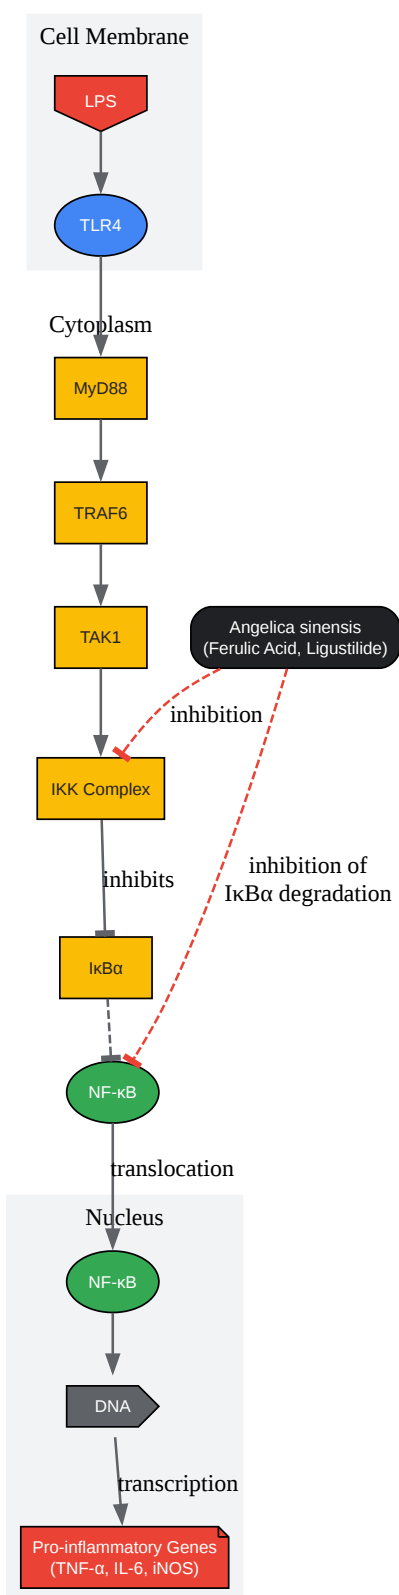 Cell Membrane
LPS
TLR4
Cytoplasm
MyD88
TRAF6
TAK1
Angelica sinensis
(Ferulic Acid, Ligustilide)
inhibition
IKK Complex
inhibits
inhibition of
IκBα degradation
IκBα
NF-κB
translocation
Nucleus
NF-κB
DNA
transcription
Pro-inflammatory Genes
(TNF-α, IL-6, iNOS)